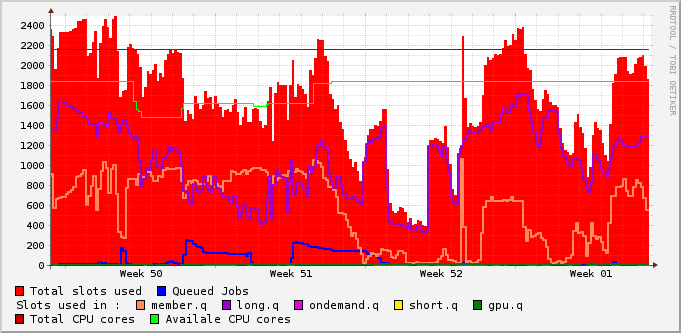 RRDTOOL / TOBI OETIKER
2400
2200
2000
1800
1600
1400
1200
1000
800
600
400
200
0
Week 50 Week 51 Week 52 Week 01
Total slots used Queued Jobs
Slots used in : member.q long.q ondemand.q short.q gpu.q
Total CPU cores Availale CPU cores